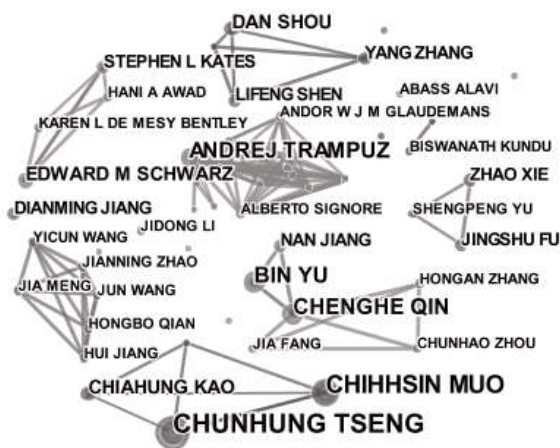 DAN SHOU
STEPHEN L KATES
YANG ZHANG
HANI A AWAD
LIFENG SHEN
ABASS ALAVI
ANDOR W J M GLAUDEMANS
KAREN L DE MESY BENTLEY
ANDREJ TRAMPUZ
BISWANATH KUNDU
EDWARD M SCHWARZ
ZHAO XIE
DIANMING JIANG
ALBERTO SIGNORE
SHENGPENG YU
JIDONG LI
YICUN WANG
NAN JIANG
JINGSHU FU
JIANNING ZHAO
BIN YU
HONGAN ZHANG
JIA MENG
JUN WANG
CHENGHE QIN
HONGBO QIAN
HUI JIANG
JIA FANG
CHUNHAO ZHOU
CHIAHUNG KAO
CHIHHSIN MUO
CHUNHUNG TSENG